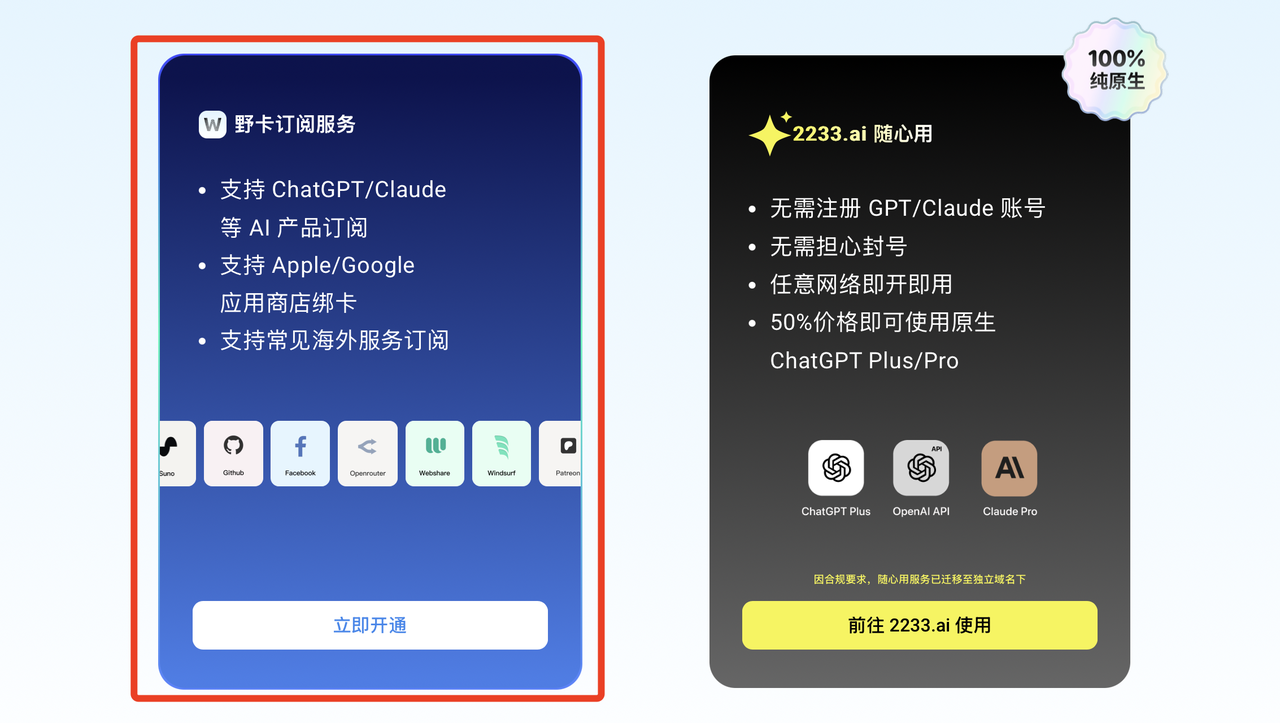 100%
纯原生
W 野卡订阅服务
支持 ChatGPT/Claude
等 AI 产品订阅
支持 Apple/Google
应用商店绑卡
支持常见海外服务订阅
Suno
Github
Facebook
Openrouter
Webshare
Windsurf
Patreon
立即开通
2233.ai 随心用
无需注册 GPT/Claude 账号
无需担心封号
任意网络即开即用
50%价格即可使用原生
ChatGPT Plus/Pro
API
ChatGPT Plus
OpenAI API
Claude Pro
因合规要求，随心用服务已迁移至独立域名下
前往 2233.ai 使用